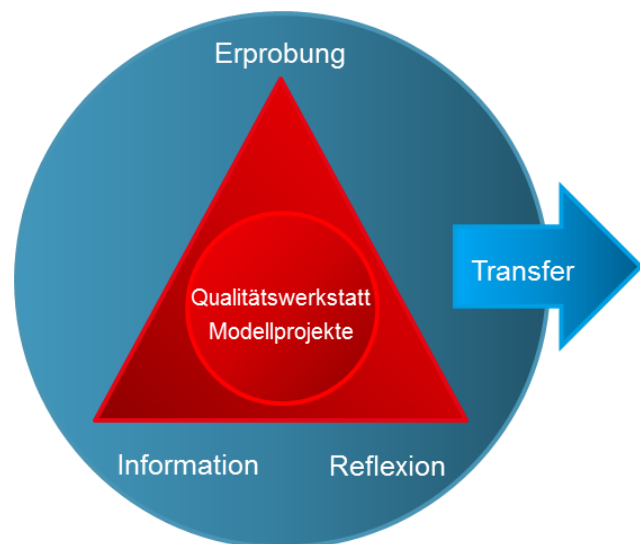 Erprobung
Transfer
Qualitätswerkstatt
Modellprojekte
Information
Reflexion